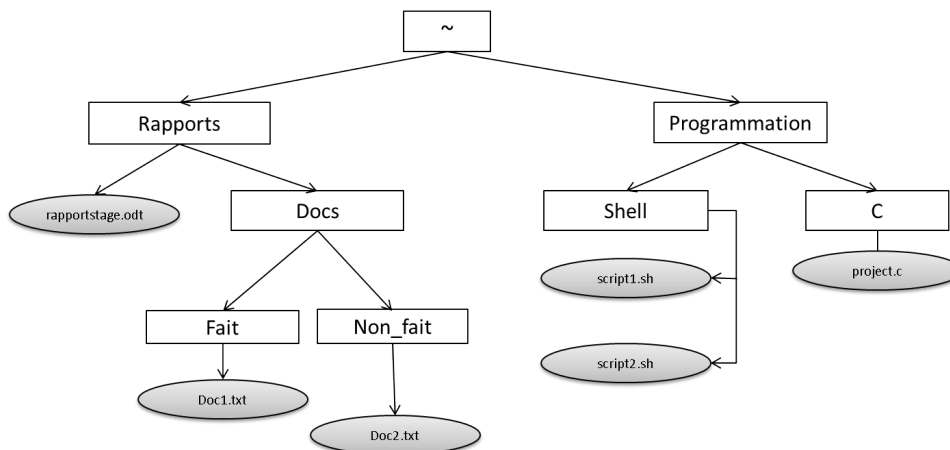 ~
Rapports
Programmation
rapportstage.odt
Docs
Shell
C
script1.sh
project.c
Fait
Non_fait
script2.sh
Doc1.txt
Doc2.txt